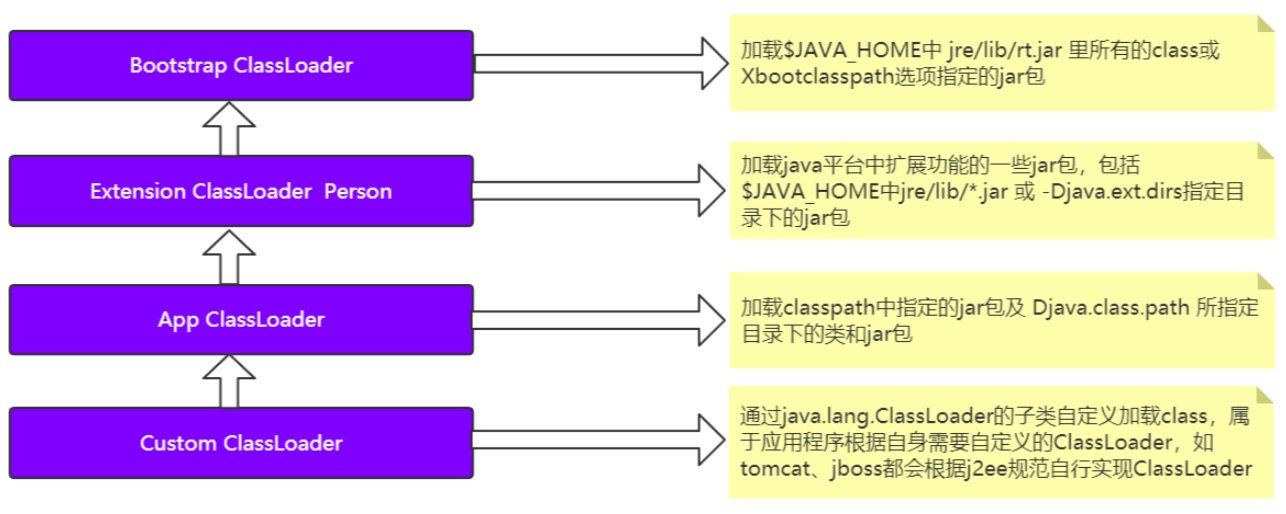 Bootstrap ClassLoader
加载$JAVA_HOME中 jre/lib/rt.jar 里所有的class或
Xbootclasspath选项指定的jar包
Extension ClassLoader  Person
加载java平台中扩展功能的一些jar包，包括
$JAVA_HOME中jre/lib/*.jar 或 -Djava.ext.dirs指定目
录下的jar包
App ClassLoader
加载classpath中指定的jar包及 Djava.class.path 所指定
目录下的类和jar包
Custom ClassLoader
通过java.lang.ClassLoader的子类自定义加载class，属
于应用程序根据自身需要自定义的ClassLoader，如
tomcat、jboss都会根据j2ee规范自行实现ClassLoader